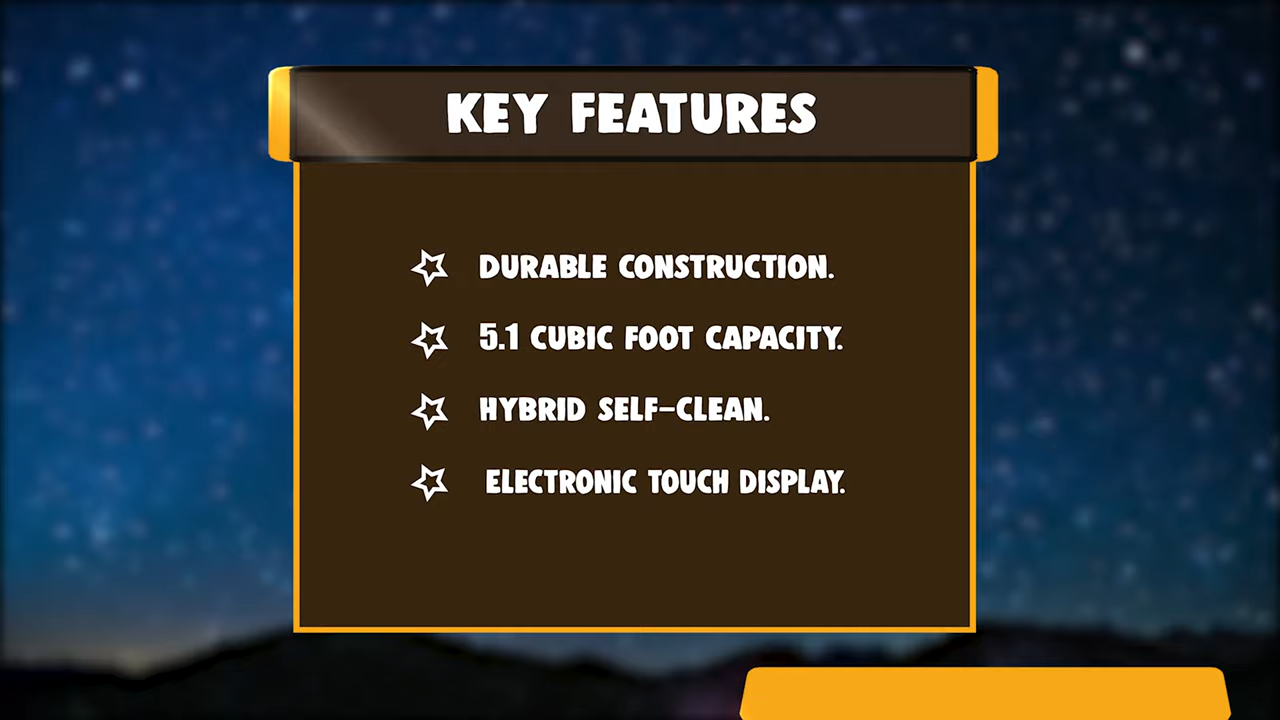 KEY FEATURES
DURABLE CONSTRUCTION.
5.1 CUBIC FOOT CAPACITY.
HYBRID SELF-CLEAN.
ELECTRONIC TOUCH DISPLAY.